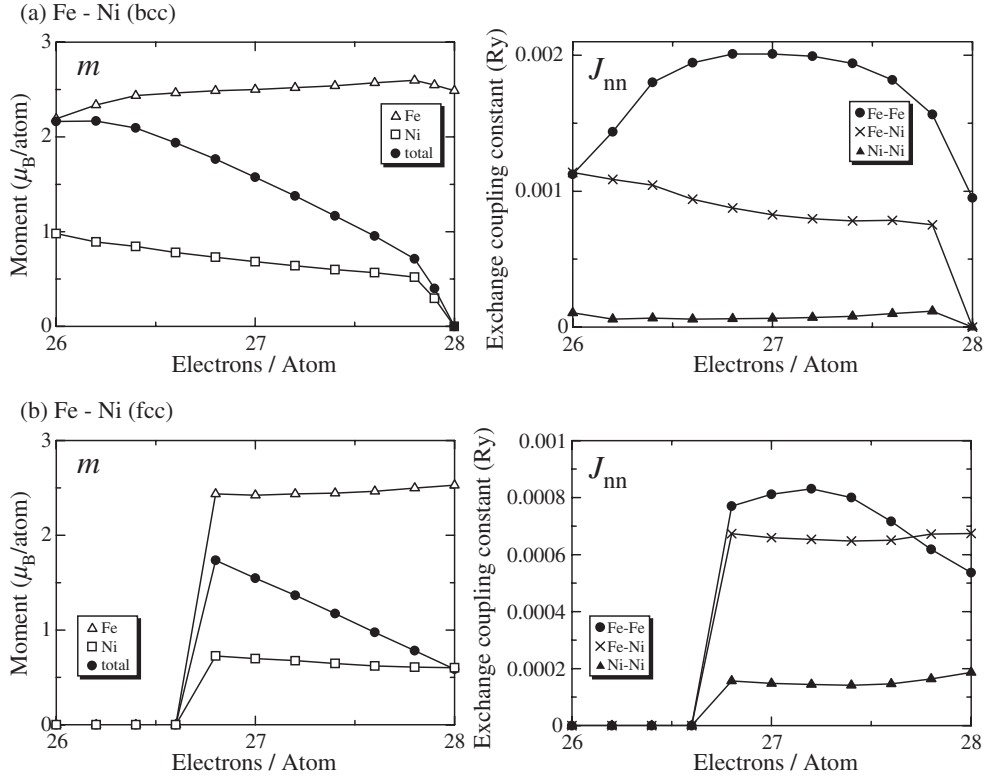 (a) Fe - Ni (bcc)
m
Moment (μB/atom)
3
2
1
0
26
27
28
Electrons / Atom
Fe
Ni
total
Jnn
Exchange coupling constant (Ry)
0.002
0.001
0
26
27
28
Electrons / Atom
Fe-Fe
Fe-Ni
Ni-Ni
(b) Fe - Ni (fcc)
m
Moment (μB/atom)
3
2
1
0
26
27
28
Electrons / Atom
Fe
Ni
total
Jnn
Exchange coupling constant (Ry)
0.001
0.0008
0.0006
0.0004
0.0002
0
26
27
28
Electrons / Atom
Fe-Fe
Fe-Ni
Ni-Ni